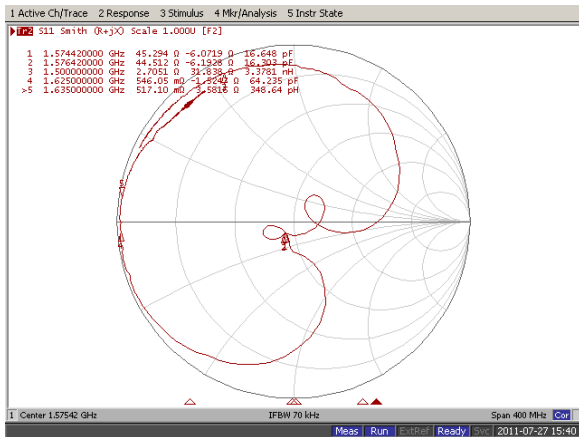 1 Active Ch/Trace 2 Response 3 Stimulus 4 Mkr/Analysis 5 Instr State
Tr2 S11 Smith (R+jX) Scale 1.000U [F2]
1 1.574420000 GHz 45.294 Ω -6.0719 Ω 16.648 pF
2 1.576420000 GHz 44.512 Ω -6.1928 Ω 16.303 pF
3 1.500000000 GHz 2.7051 Ω 31.838 Ω 3.3781 nH
4 1.625000000 GHz 546.05 mΩ -1.5247 Ω 64.235 pF
>5 1.635000000 GHz 517.10 mΩ 3.5816 Ω 348.64 pH
5
4
2
1 Center 1.57542 GHz IFBW 70 kHz Span 400 MHz Cor
Meas Run ExtRef Ready Svc 2011-07-27 15:40